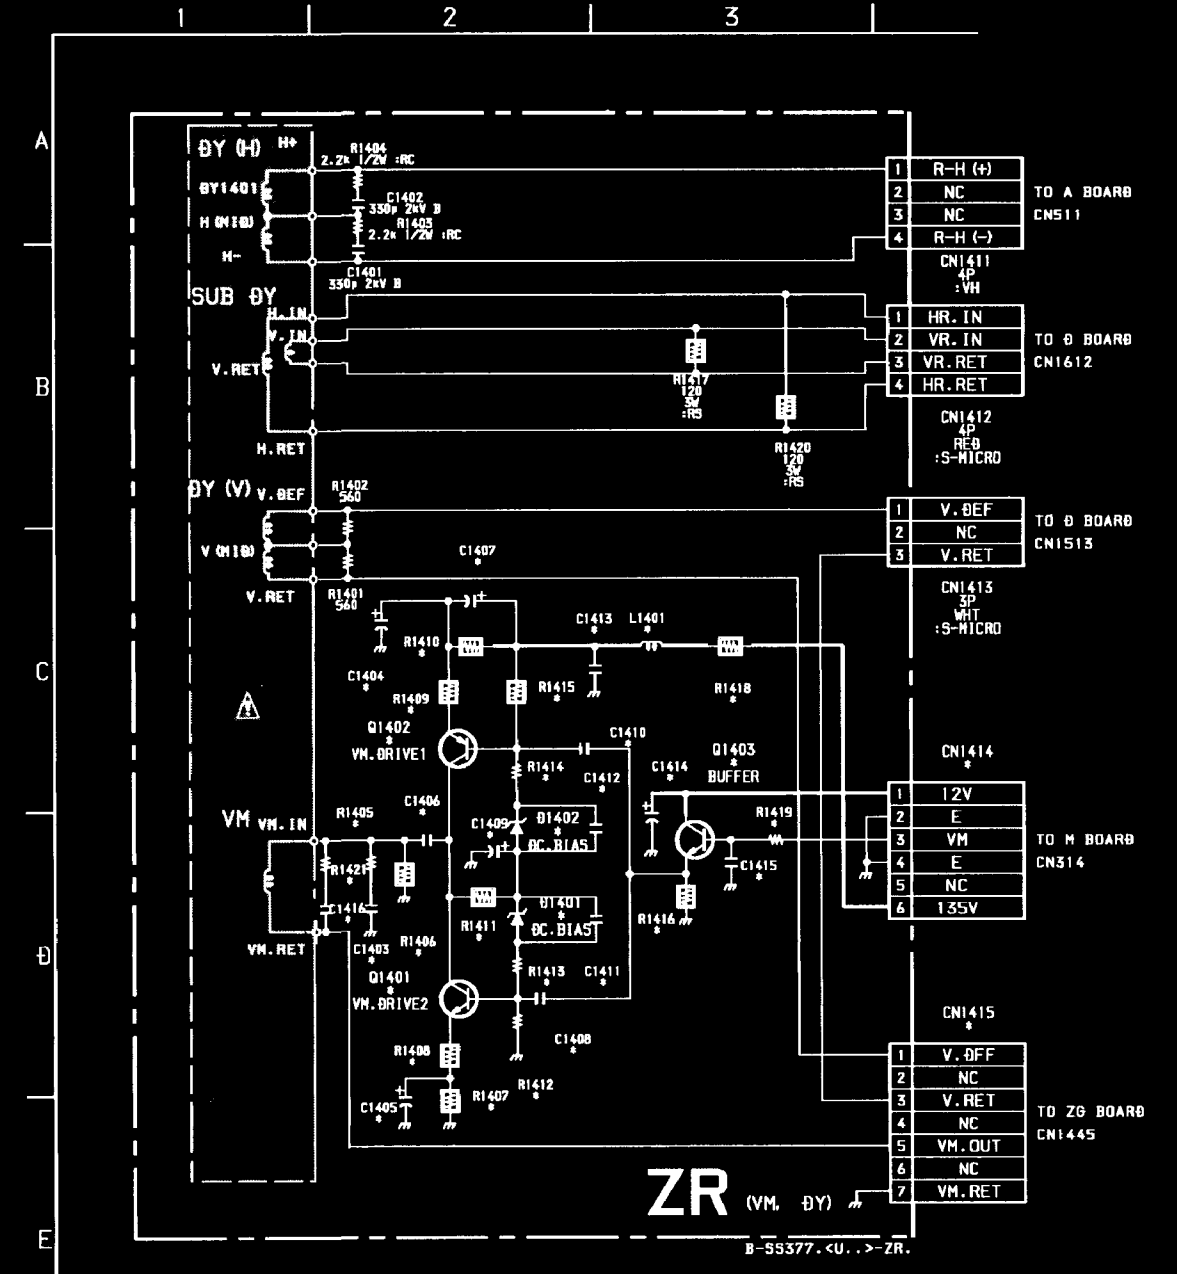 1 2 3
A
DY (H) H+
R1404
2.2k 1/2W :RC
DY1401
C1402
330p 2kV B
H (MID)
R1403
2.2k 1/2W :RC
H-
C1401
330p 2kV B
1 R-H (+)
2 NC
3 NC
4 R-H (-)
TO A BOARD
CN511
CN1411
4P
:VH
SUB DY
H.IN
V.IN
V.RET
H.RET
B
R1417
120
3W
:RS
R1420
120
3W
:RS
1 HR.IN
2 VR.IN
3 VR.RET
4 HR.RET
TO D BOARD
CN1612
CN1412
4P
RED
:S-MICRO
DY (V) V.DEF
R1402
560
V (MID)
V.RET
R1401
560
1 V.DEF
2 NC
3 V.RET
TO D BOARD
CN1513
CN1413
3P
WHT
:S-MICRO
C
C1407
*
C1413
*
L1401
*
R1410
*
C1404
*
R1409
*
R1415
*
R1418
*
Q1402
*
VM.DRIVE1
C1410
*
R1414
*
C1412
*
C1414
*
Q1403
*
BUFFER
CN1414
*
VM VM.IN
R1405
*
C1406
*
C1409
*
D1402
*
DC.BIAS
R1419
*
C1415
*
1 12V
2 E
3 VM
4 E
5 NC
6 135V
TO M BOARD
CN314
R1421
*
C1416
*
VM.RET
C1403
*
R1406
*
R1411
*
D1401
*
DC.BIAS
R1416
*
D
Q1401
*
VM.DRIVE2
R1413
*
C1411
*
C1408
*
R1408
*
C1405
*
R1407
*
R1412
*
CN1415
*
1 V.DFF
2 NC
3 V.RET
4 NC
5 VM.OUT
6 NC
7 VM.RET
TO ZG BOARD
CN1445
ZR (VM, DY)
E
B-SS377.<U..>-ZR.